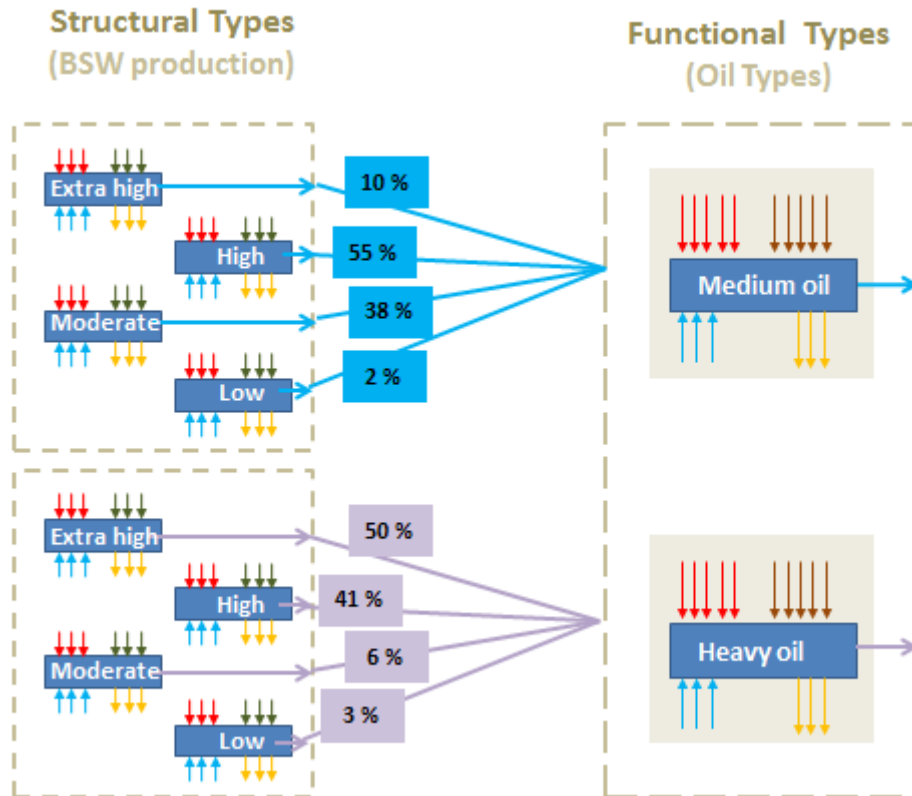 Structural Types
(BSW production)
Functional Types
(Oil Types)
Extra high
10 %
High
55 %
Moderate
38 %
Low
2 %
Medium oil
Extra high
50 %
High
41 %
Moderate
6 %
Low
3 %
Heavy oil